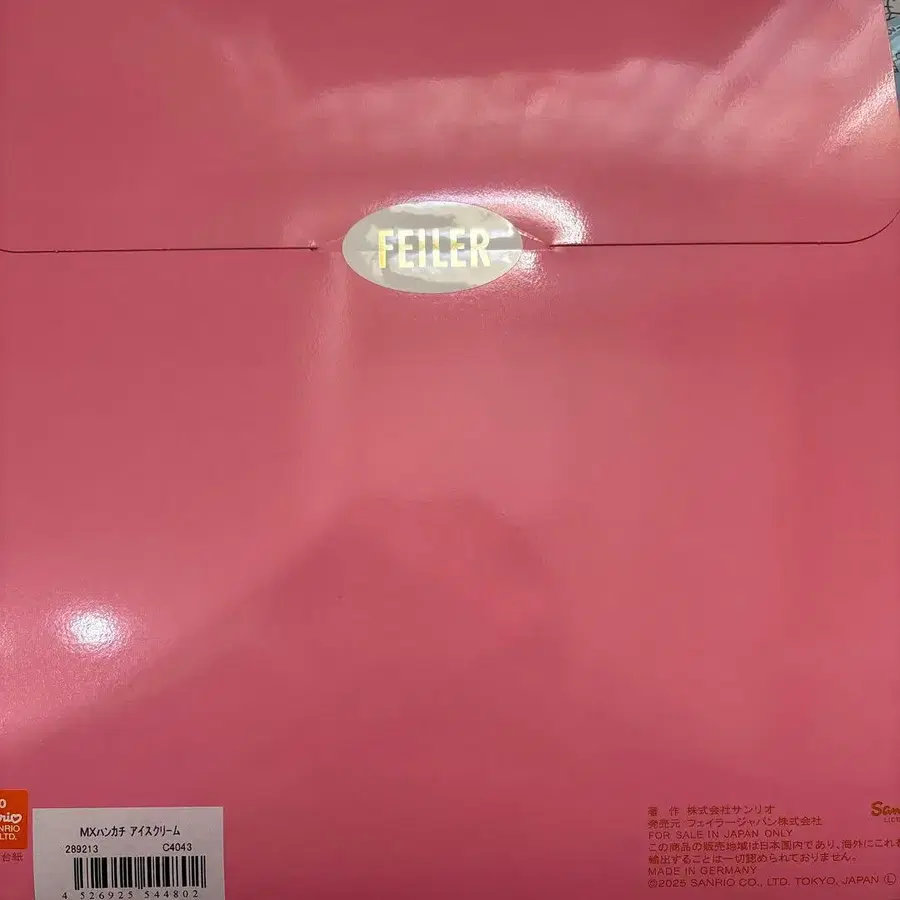 FEILER
MXハンカチ アイスクリーム
289213 C4043
4 526925 544802
台紙
著 作 株式会社サンリオ
発売元 フェイラージャパン株式会社
FOR SALE IN JAPAN ONLY
この商品の販売地域は日本国内であり、海外にこれを
輸出することは一切認められておりません。
MADE IN GERMANY
©2025 SANRIO CO., LTD. TOKYO, JAPAN Ⓛ